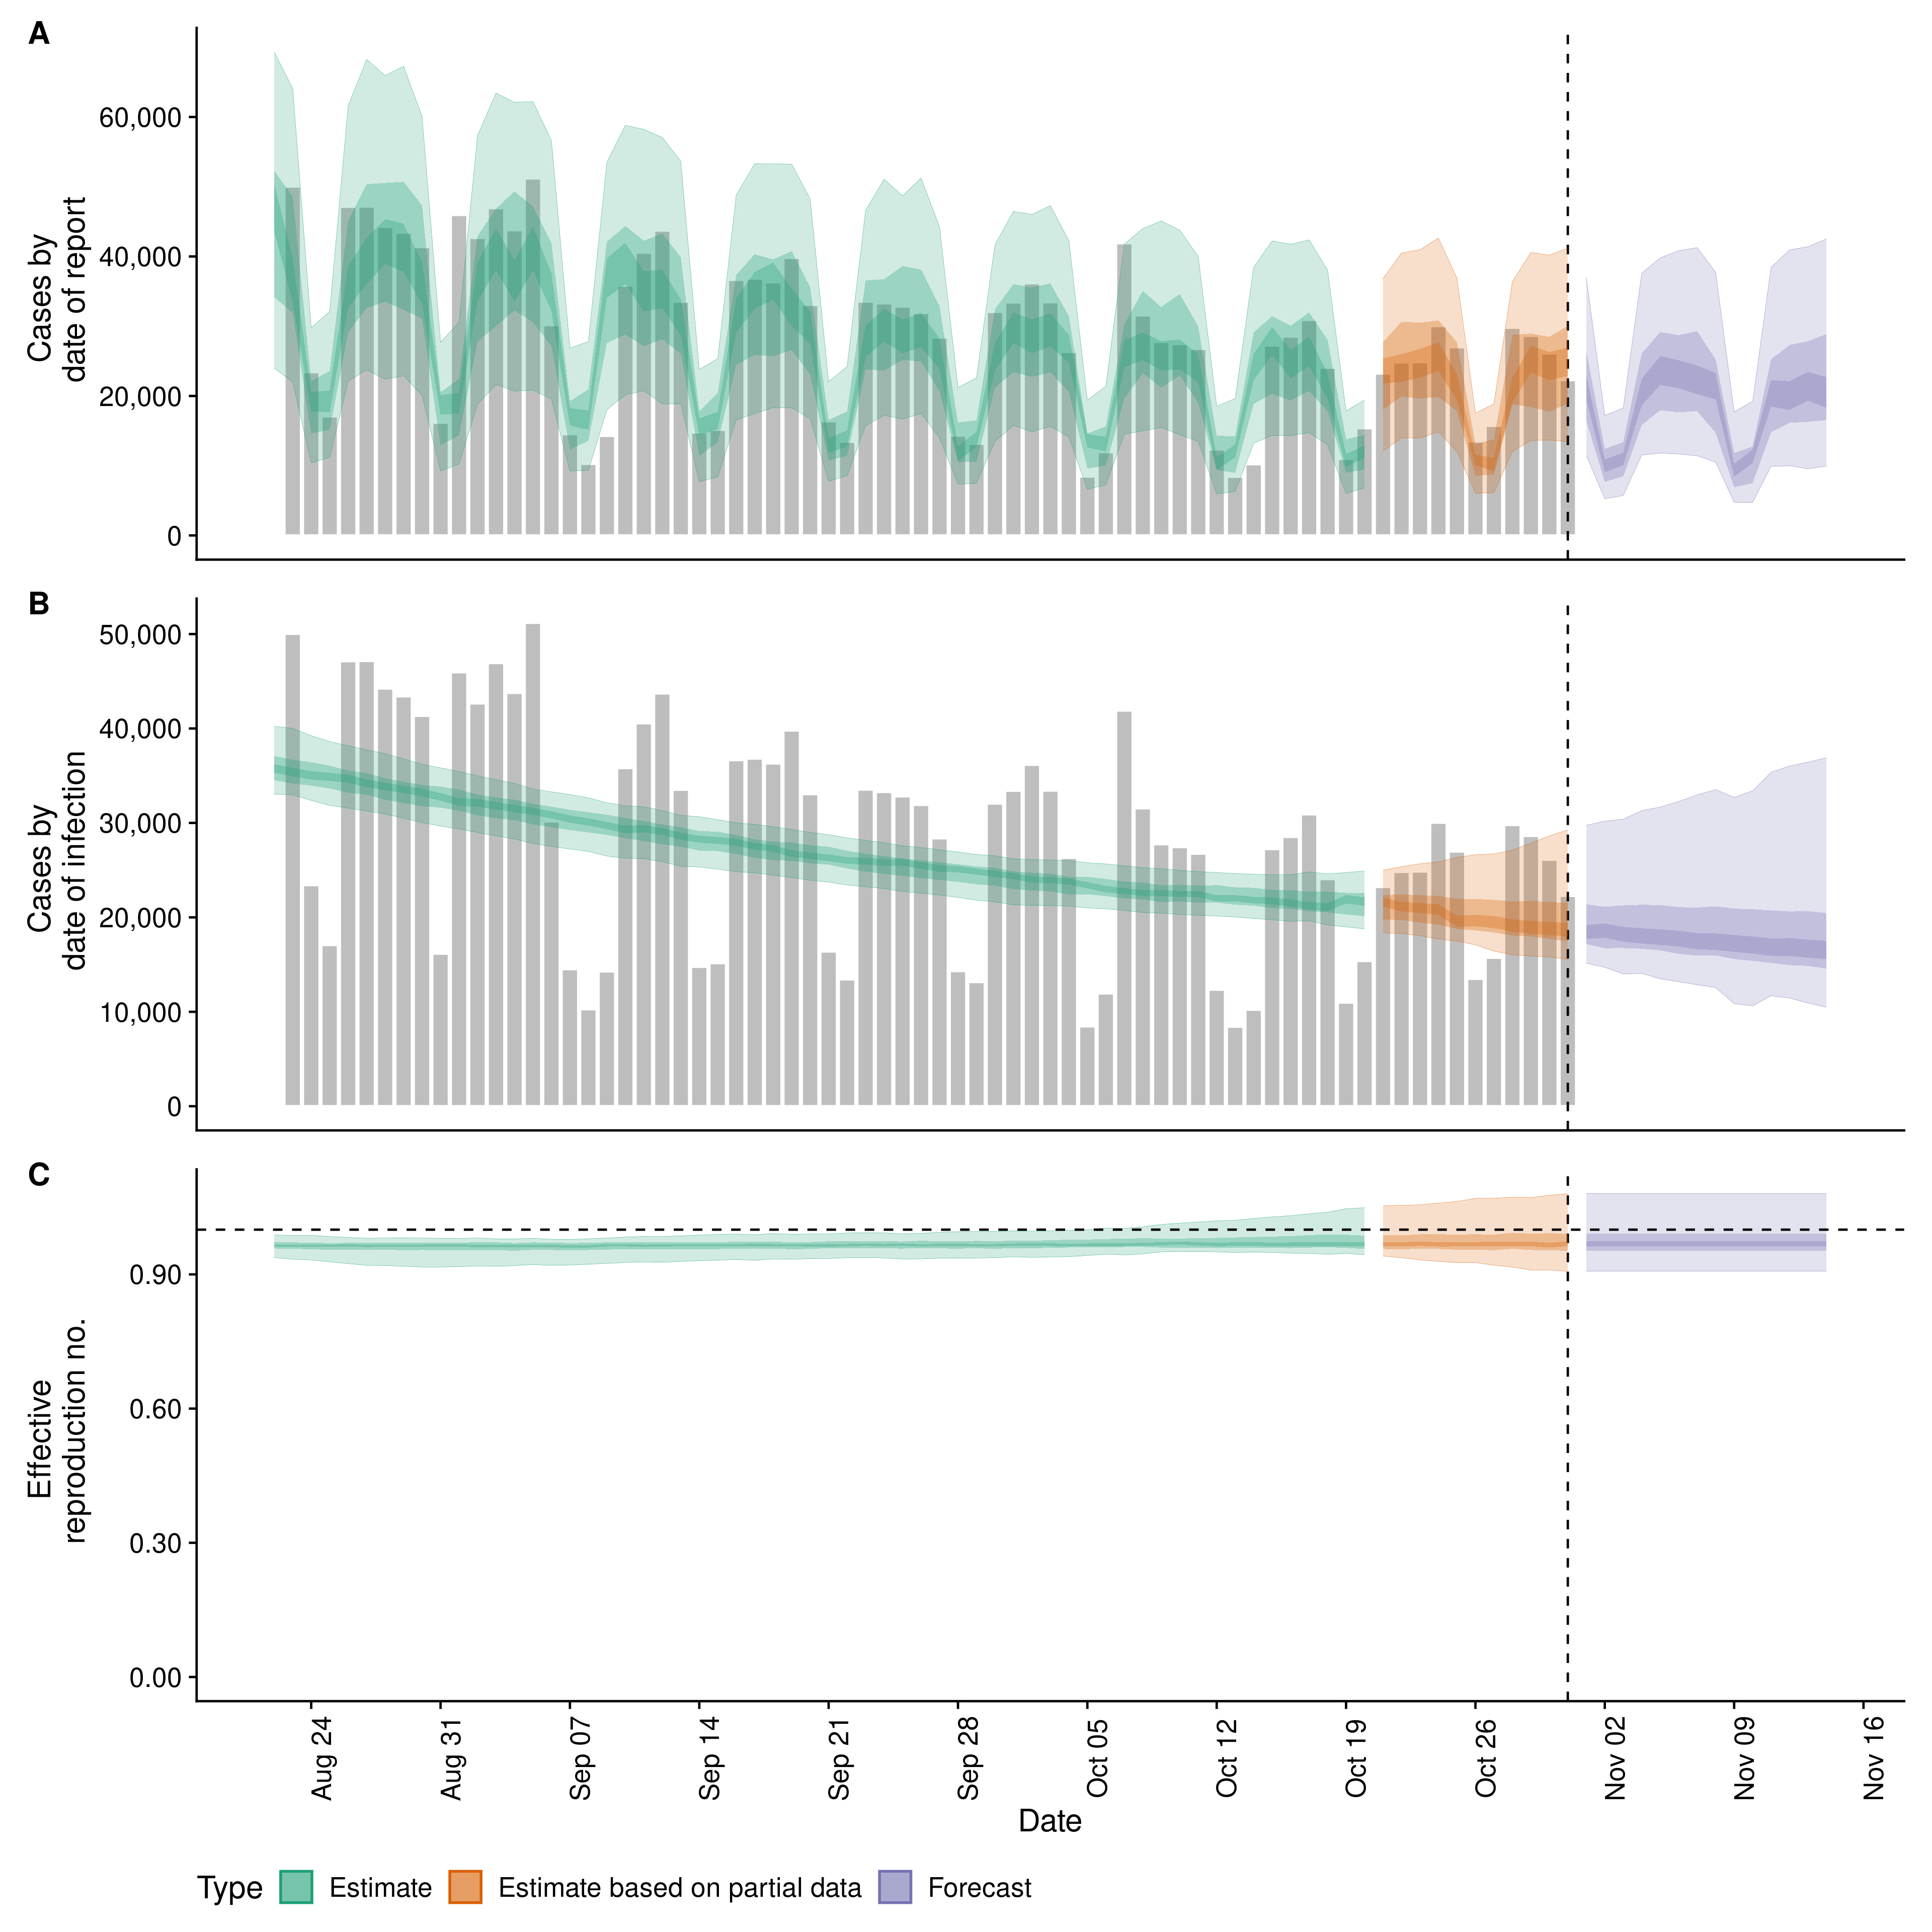 A
Cases by
date of report
60,000
40,000
20,000
0
B
Cases by
date of infection
50,000
40,000
30,000
20,000
10,000
0
C
Effective
reproduction no.
0.90
0.60
0.30
0.00
Aug 24
Aug 31
Sep 07
Sep 14
Sep 21
Sep 28
Oct 05
Oct 12
Oct 19
Oct 26
Nov 02
Nov 09
Nov 16
Date
Type Estimate Estimate based on partial data Forecast